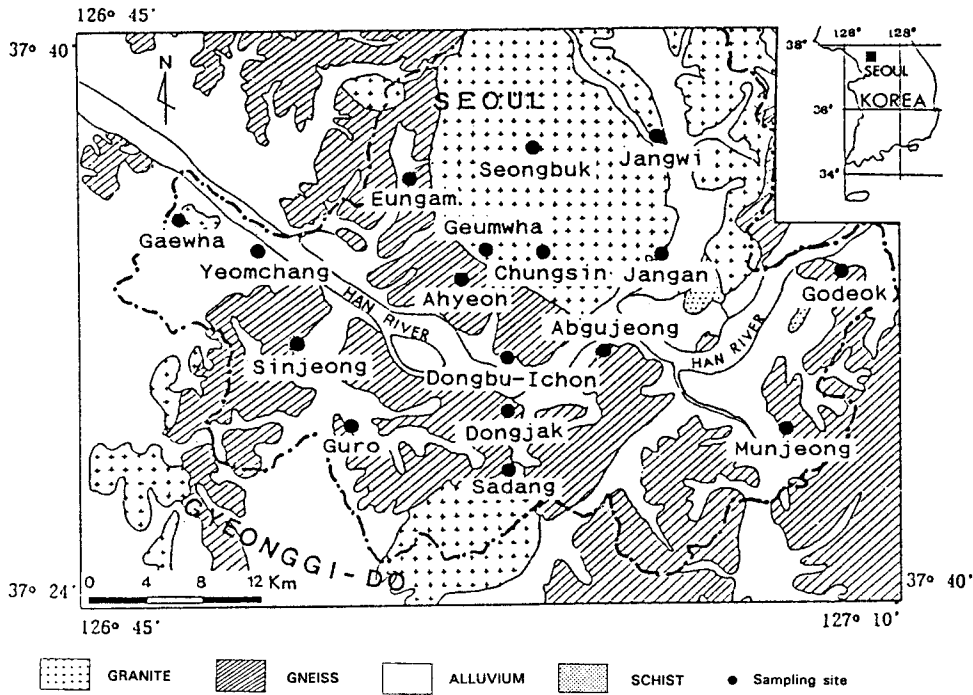 126° 45'
37° 40'
N
SEOUL
128° 128°
38°
SEOUL
KOREA
36°
34°
Seongbuk
Jangwi
Eungam
Gaewha
Geumwha
Yeomchang
Chungsin
Jangan
Ahyeon
Godeok
HAN RIVER
Abgujeong
HAN RIVER
Sinjeong
Dongbu-Ichon
Dongjak
Guro
Munjeong
Sadang
GYEONGGI-DO
0 4 8 12 Km
37° 24'
37° 40'
126° 45'
127° 10'
GRANITE
GNEISS
ALLUVIUM
SCHIST
Sampling site